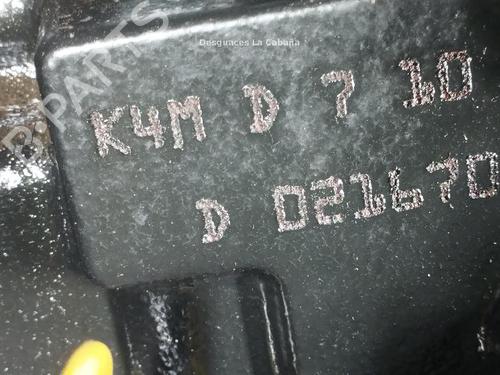 Desguaces La Cabaña
B-PARTS
K4M D 7 10
D 021670